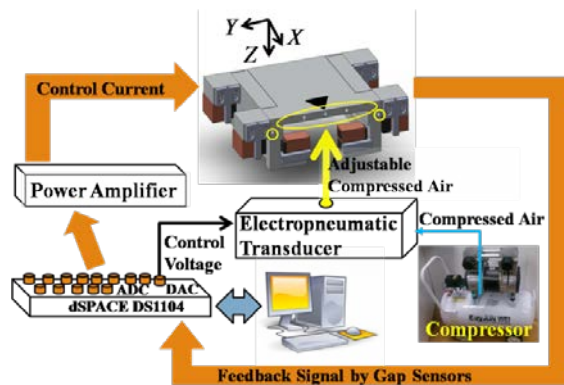 Y
X
Z
Control Current
Adjustable
Compressed Air
Power Amplifier
Electropneumatic
Transducer
Compressed Air
Control
Voltage
ADC DAC
dSPACE DS1104
Compressor
Feedback Signal by Gap Sensors